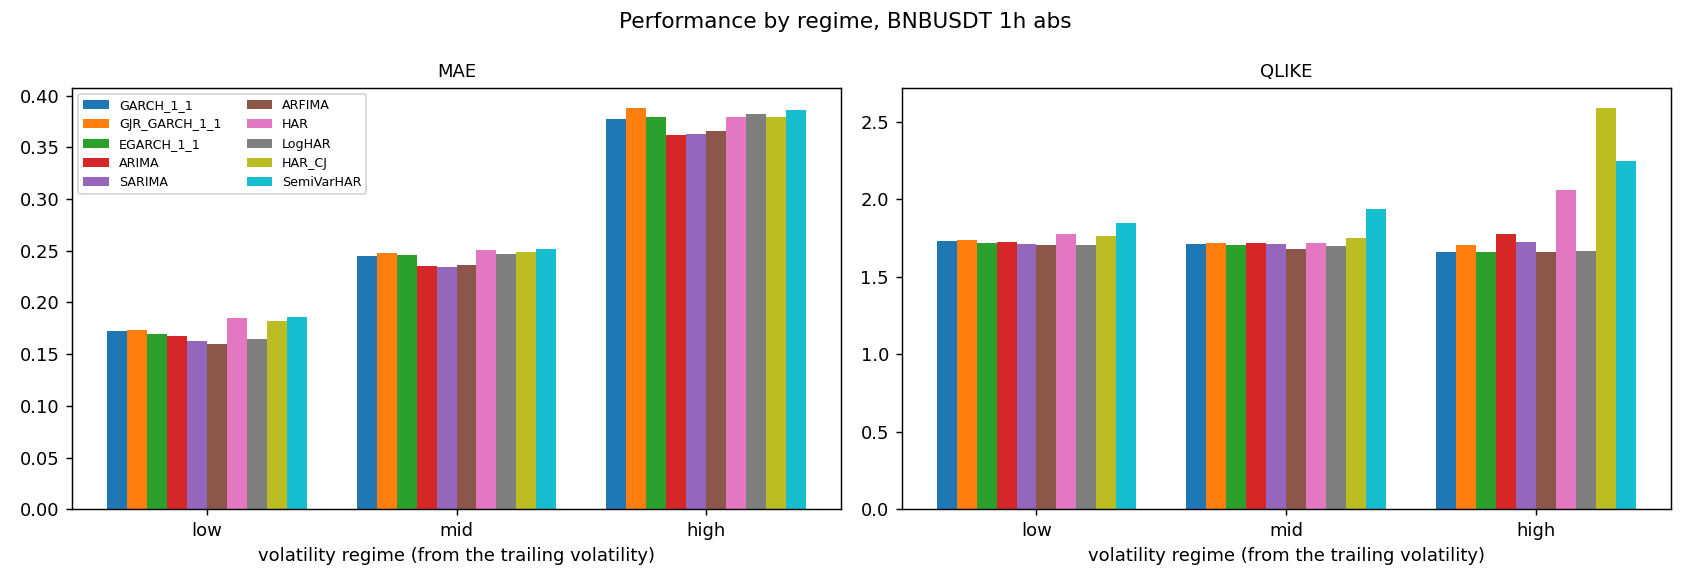 Performance by regime, BNBUSDT 1h abs
MAE
0.40
0.35
0.30
0.25
0.20
0.15
0.10
0.05
0.00
GARCH_1_1
GJR_GARCH_1_1
EGARCH_1_1
ARIMA
SARIMA
ARFIMA
HAR
LogHAR
HAR_CJ
SemiVarHAR
low
mid
high
volatility regime (from the trailing volatility)
QLIKE
2.5
2.0
1.5
1.0
0.5
0.0
low
mid
high
volatility regime (from the trailing volatility)